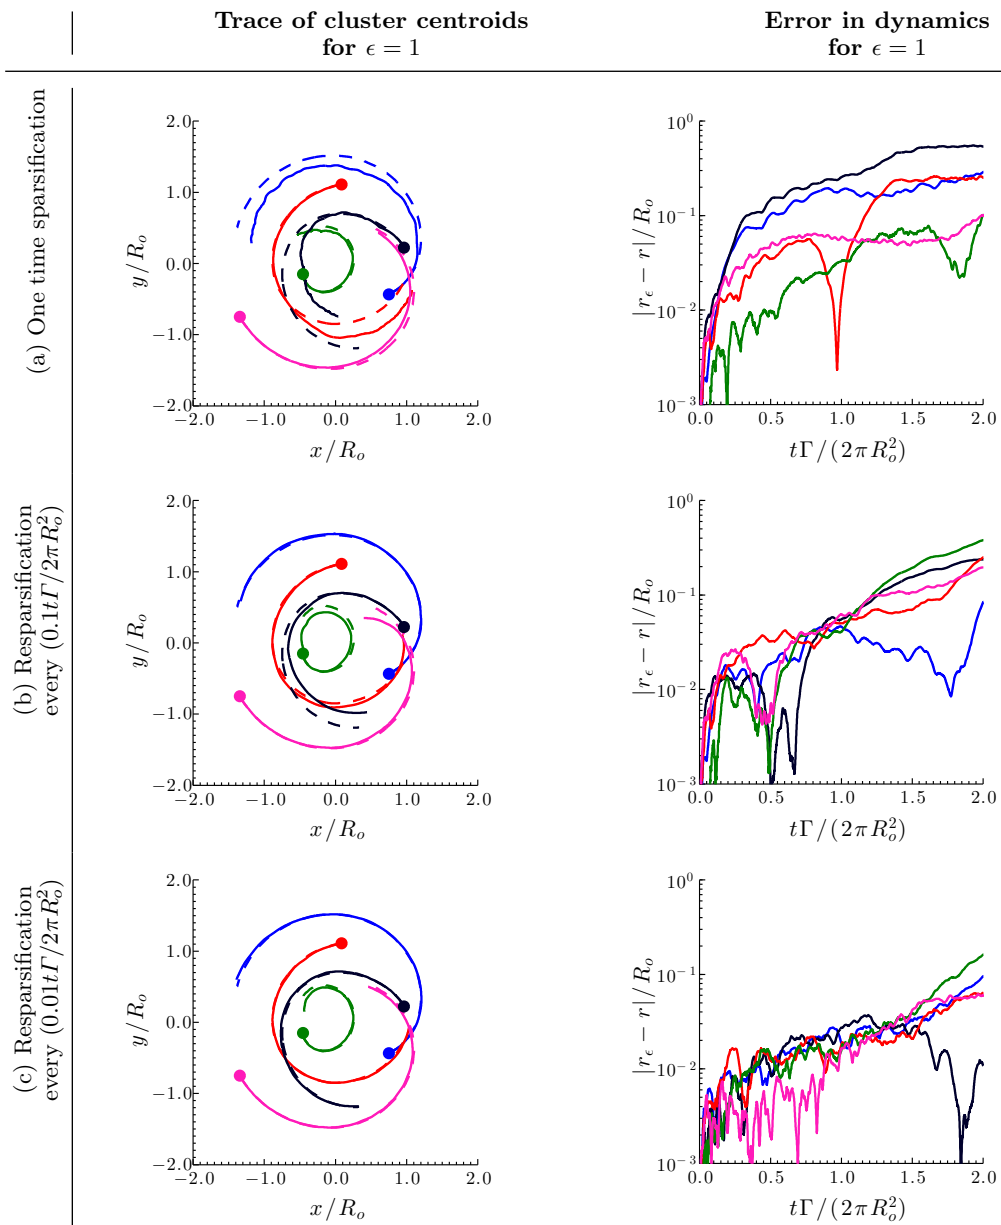 Trace of cluster centroids
for ϵ = 1
Error in dynamics
for ϵ = 1
(a) One time sparsification
2.0
1.0
0.0
−1.0
−2.0
y/R_o
−2.0 −1.0 0.0 1.0 2.0
x/R_o
10^0
10^{-1}
10^{-2}
10^{-3}
|r_ϵ − r|/R_o
0.0 0.5 1.0 1.5 2.0
tΓ/(2πR_o^2)
(b) Resparsification
every (0.1tΓ/2πR_o^2)
2.0
1.0
0.0
−1.0
−2.0
y/R_o
−2.0 −1.0 0.0 1.0 2.0
x/R_o
10^0
10^{-1}
10^{-2}
10^{-3}
|r_ϵ − r|/R_o
0.0 0.5 1.0 1.5 2.0
tΓ/(2πR_o^2)
(c) Resparsification
every (0.01tΓ/2πR_o^2)
2.0
1.0
0.0
−1.0
−2.0
y/R_o
−2.0 −1.0 0.0 1.0 2.0
x/R_o
10^0
10^{-1}
10^{-2}
10^{-3}
|r_ϵ − r|/R_o
0.0 0.5 1.0 1.5 2.0
tΓ/(2πR_o^2)